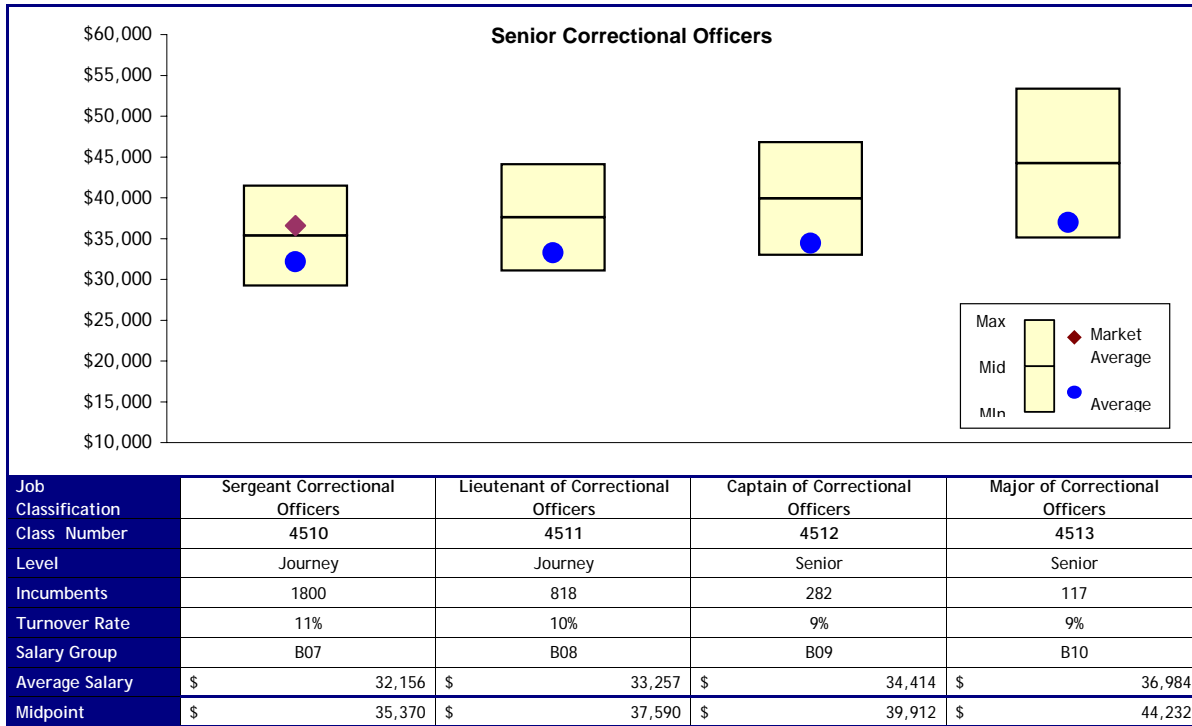 Senior Correctional Officers
$60,000
$55,000
$50,000
$45,000
$40,000
$35,000
$30,000
$25,000
$20,000
$15,000
$10,000
Max
Mid
MIn
Market
Average
Average
Job Classification Sergeant Correctional Officers Lieutenant of Correctional Officers Captain of Correctional Officers Major of Correctional Officers
Class Number 4510 4511 4512 4513
Level Journey Journey Senior Senior
Incumbents 1800 818 282 117
Turnover Rate 11% 10% 9% 9%
Salary Group B07 B08 B09 B10
Average Salary $ 32,156 $ 33,257 $ 34,414 $ 36,984
Midpoint $ 35,370 $ 37,590 $ 39,912 $ 44,232